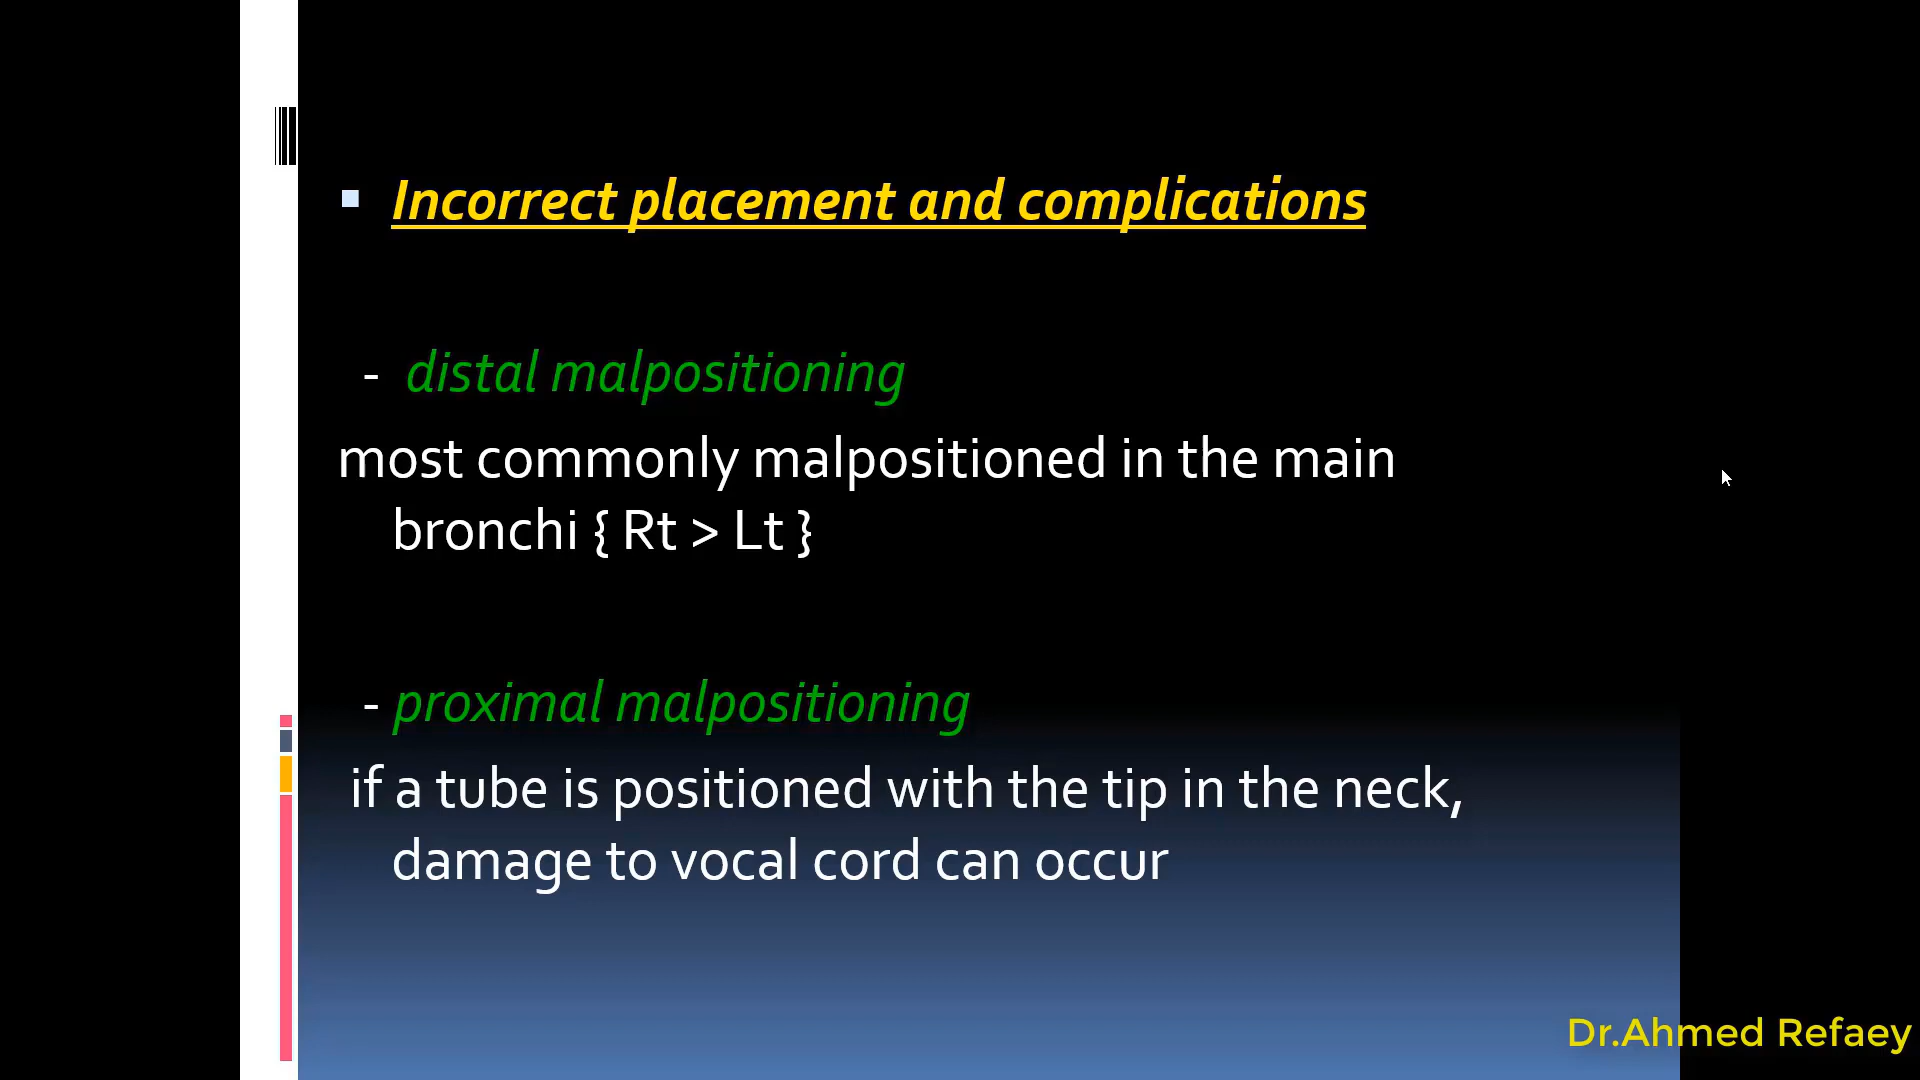 Incorrect placement and complications
- distal malpositioning
most commonly malpositioned in the main
bronchi { Rt > Lt }
- proximal malpositioning
if a tube is positioned with the tip in the neck,
damage to vocal cord can occur
Dr.Ahmed Refaey